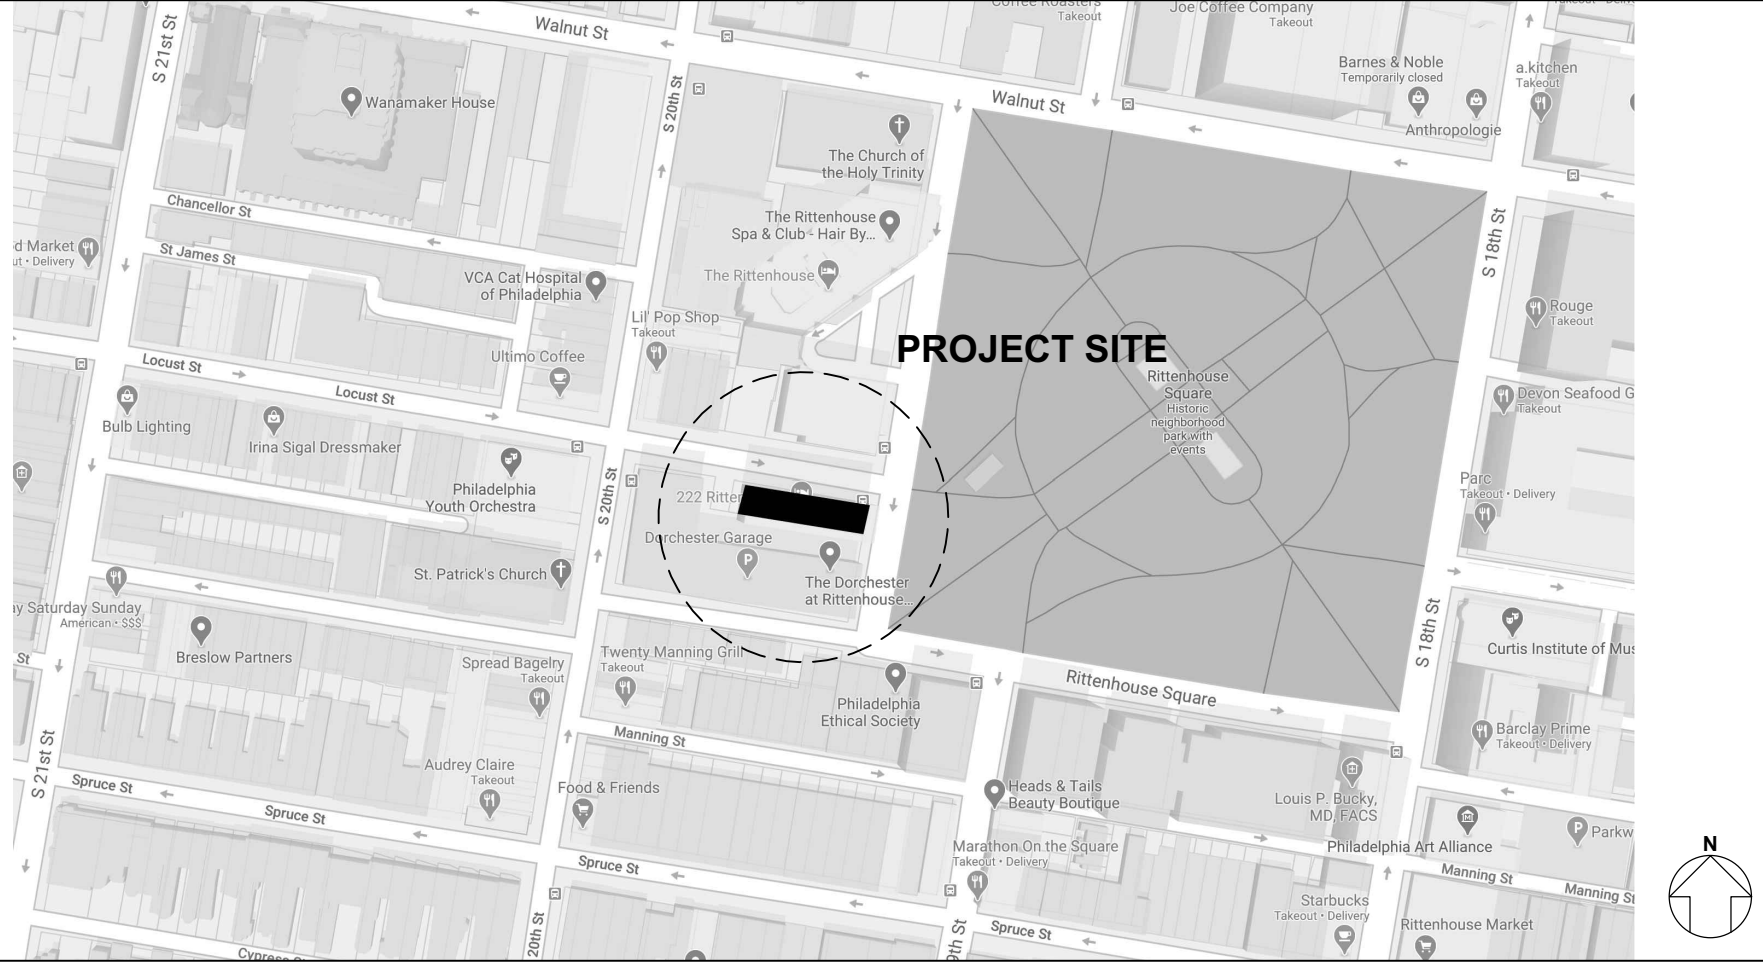 Coffee Roasters
Takeout
Joe Coffee Company
Takeout
Walnut St
S 21st St
Barnes & Noble
Temporarily closed
a.kitchen
Takeout
Wanamaker House
S 20th St
Walnut St
Anthropologie
The Church of
the Holy Trinity
Chancellor St
The Rittenhouse
Spa & Club - Hair By...
S 18th St
d Market
ut • Delivery
St James St
VCA Cat Hospital
of Philadelphia
The Rittenhouse
Lil' Pop Shop
Takeout
Rouge
Takeout
PROJECT SITE
Ultimo Coffee
Locust St
Locust St
Rittenhouse
Square
Historic
neighborhood
park with
events
Devon Seafood G
Takeout
Bulb Lighting
Irina Sigal Dressmaker
Philadelphia
Youth Orchestra
S 20th St
222 Ritte
Parc
Takeout • Delivery
Dorchester Garage
P
St. Patrick's Church
The Dorchester
at Rittenhouse...
ay Saturday Sunday
American • $$$
S 18th St
Curtis Institute of Mus
St
Breslow Partners
Spread Bagelry
Takeout
Twenty Manning Grill
Takeout
Rittenhouse Square
Philadelphia
Ethical Society
Manning St
Barclay Prime
Takeout • Delivery
S 21st St
Audrey Claire
Takeout
Spruce St
Spruce St
Food & Friends
Heads & Tails
Beauty Boutique
Louis P. Bucky,
MD, FACS
P
Parkw
Philadelphia Art Alliance
N
Marathon On the Square
Takeout • Delivery
Spruce St
Manning St
Manning St
Starbucks
Takeout • Delivery
Rittenhouse Market
20th St
9th St
Spruce St
Cypress